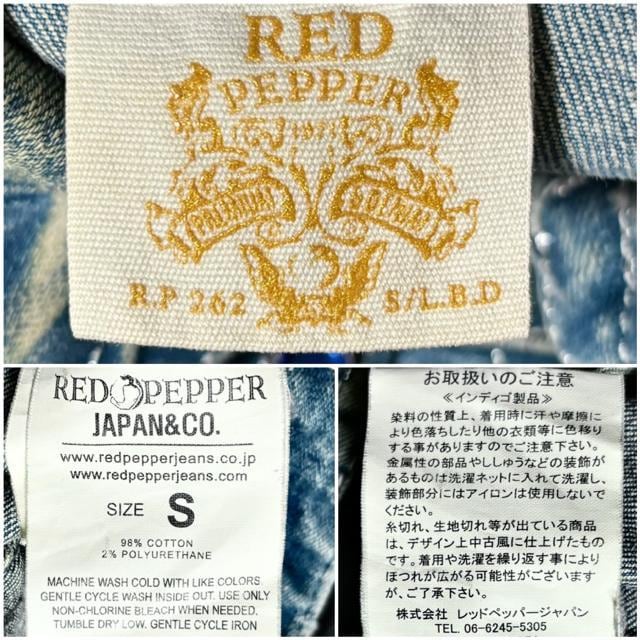 RED
PEPPER
1977
PREMIUM
R.P 262
S/L.B.D
RED PEPPER
JAPAN&CO.
www.redpepperjeans.co.jp
www.redpepperjeans.com
SIZE S
98% COTTON
2% POLYURETHANE
MACHINE WASH COLD WITH LIKE COLORS.
GENTLE CYCLE WASH INSIDE OUT. USE ONLY
NON-CHLORINE BLEACH WHEN NEEDED.
TUMBLE DRY LOW. GENTLE CYCLE IRON
お取扱いのご注意
≪インディゴ製品≫
染料の性質上、着用時に汗や摩擦に
より色落ちしたり他の衣類等に色移り
する事がありますのでご注意下さい。
金属性の部品やししゅうなどの装飾
があるものは洗濯ネットに入れて洗濯し、
装飾部分にはアイロンは使用しないで
ください。
糸切れ、生地切れ等が出ている商品
は、デザイン上中古風に仕上げたもの
です。着用や洗濯を繰り返す事により
ほつれが広がる可能性がございます
が、ご了承ください。
株式会社 レッドペッパージャパン
TEL 06-6245-5305